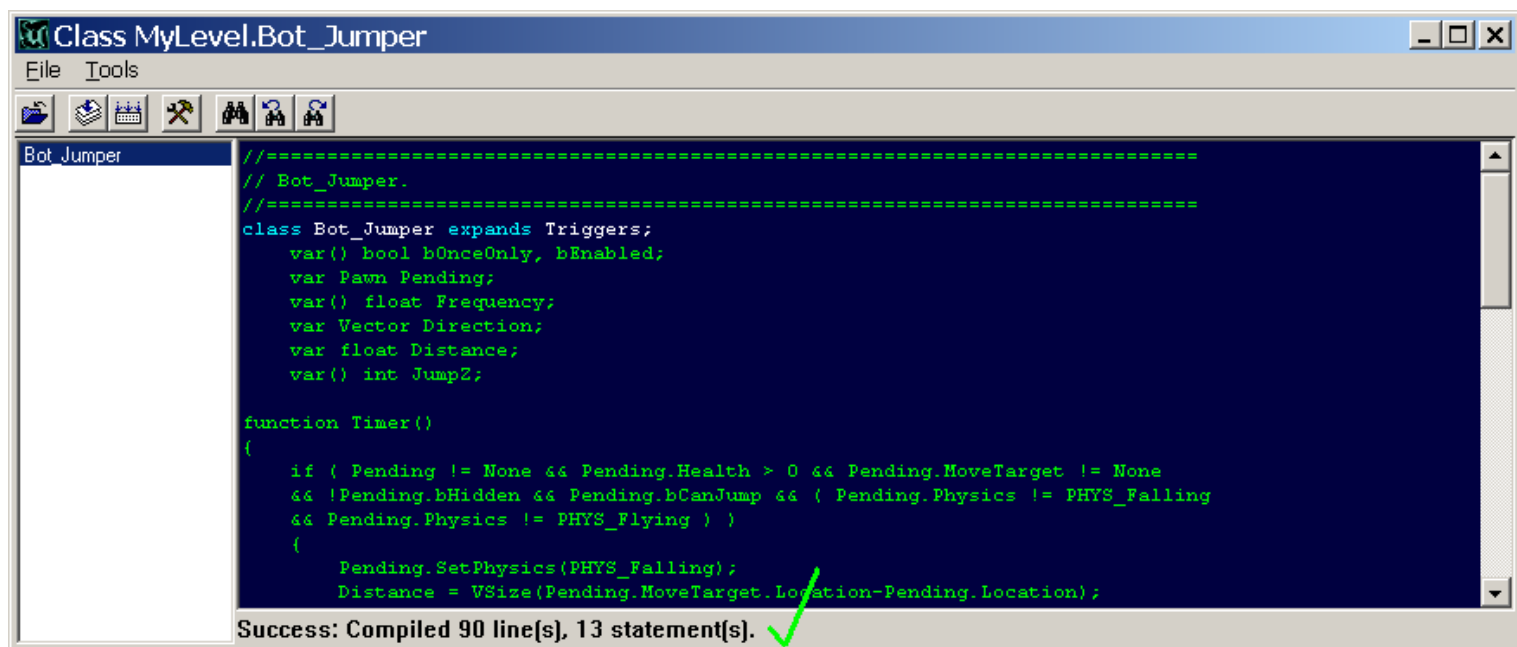 Class MyLevel.Bot_Jumper
File Tools
Bot_Jumper
//=============================================================================
// Bot_Jumper.
//=============================================================================
class Bot_Jumper expands Triggers;
    var() bool bOnceOnly, bEnabled;
    var Pawn Pending;
    var() float Frequency;
    var Vector Direction;
    var float Distance;
    var() int JumpZ;
function Timer()
{
    if ( Pending != None && Pending.Health > 0 && Pending.MoveTarget != None
    && !Pending.bHidden && Pending.bCanJump && ( Pending.Physics != PHYS_Falling
    && Pending.Physics != PHYS_Flying ) )
    {
        Pending.SetPhysics(PHYS_Falling);
        Distance = VSize(Pending.MoveTarget.Location-Pending.Location);
Success: Compiled 90 line(s), 13 statement(s).